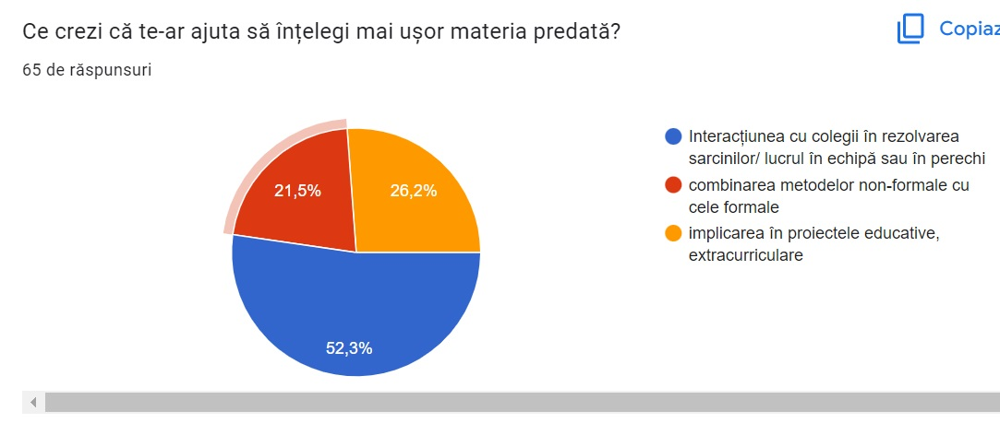 Ce crezi că te-ar ajuta să înțelegi mai ușor materia predată?
Copiaz
65 de răspunsuri
21,5%
26,2%
52,3%
Interacțiunea cu colegii în rezolvarea
sarcinilor/ lucrul în echipă sau în perechi
combinarea metodelor non-formale cu
cele formale
implicarea în proiectele educative,
extracurriculare